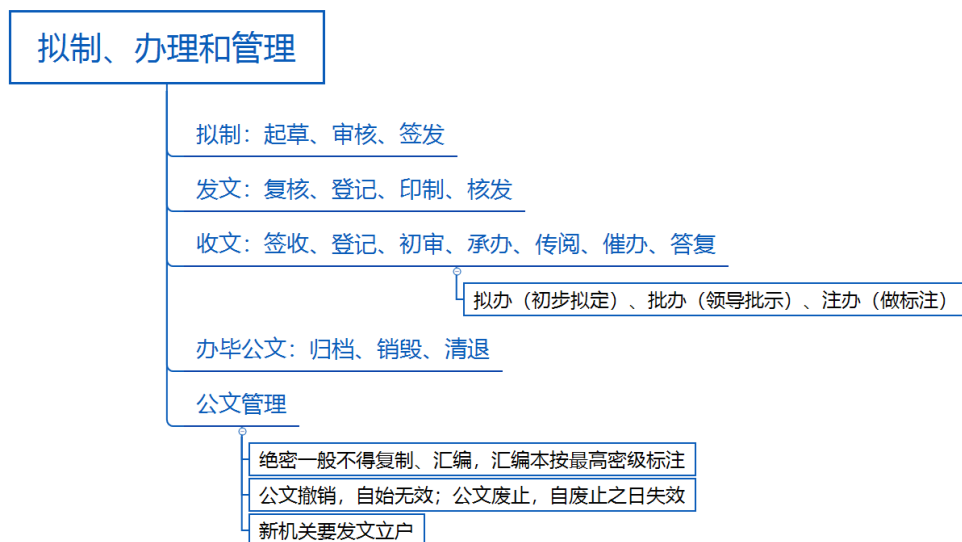 拟制、办理和管理
拟制：起草、审核、签发
发文：复核、登记、印制、核发
收文：签收、登记、初审、承办、传阅、催办、答复
拟办（初步拟定）、批办（领导批示）、注办（做标注）
办毕公文：归档、销毁、清退
公文管理
绝密一般不得复制、汇编，汇编本按最高密级标注
公文撤销，自始无效；公文废止，自废止之日失效
新机关要发文立户